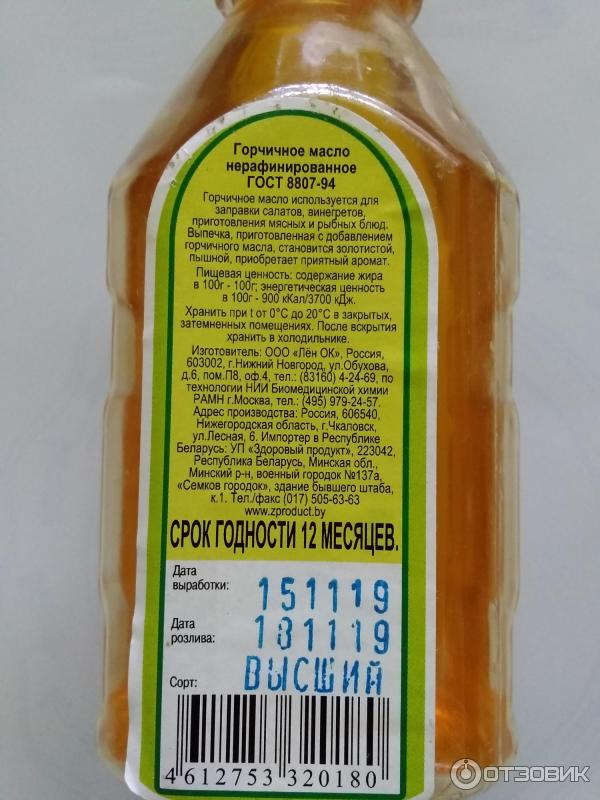 Горчичное масло
нерафинированное
ГОСТ 8807-94
Горчичное масло используется для
заправки салатов, винегретов,
приготовления мясных и рыбных блюд.
Выпечка, приготовленная с добавлением
горчичного масла, становится золотистой,
пышной, приобретает приятный аромат.
Пищевая ценность: содержание жира
в 100г - 100г; энергетическая ценность
в 100г - 900 кКал/3700 кДж.
Хранить при t от 0°С до 20°С в закрытых,
затемненных помещениях. После вскрытия
хранить в холодильнике.
Изготовитель: ООО «Лён ОК», Россия,
603002, г.Нижний Новгород, ул.Обухова,
д.6, пом.П8, оф.4, тел.: (83160) 4-24-69, по
технологии НИИ Биомедицинской химии
РАМН г.Москва, тел.: (495) 979-24-57.
Адрес производства: Россия, 606540,
Нижегородская область, г.Чкаловск,
ул.Лесная, 6. Импортер в Республике
Беларусь: УП «Здоровый продукт», 223042,
Республика Беларусь, Минская обл.,
Минский р-н, военный городок №137а,
«Семков городок», здание бывшего штаба,
к.1. Тел./факс (017) 505-63-63
www.zproduct.by
СРОК ГОДНОСТИ 12 МЕСЯЦЕВ.
Дата
выработки: 151119
Дата
розлива: 181119
Сорт: ВЫСШИЙ
4 612753 320180
ОТЗОВИК